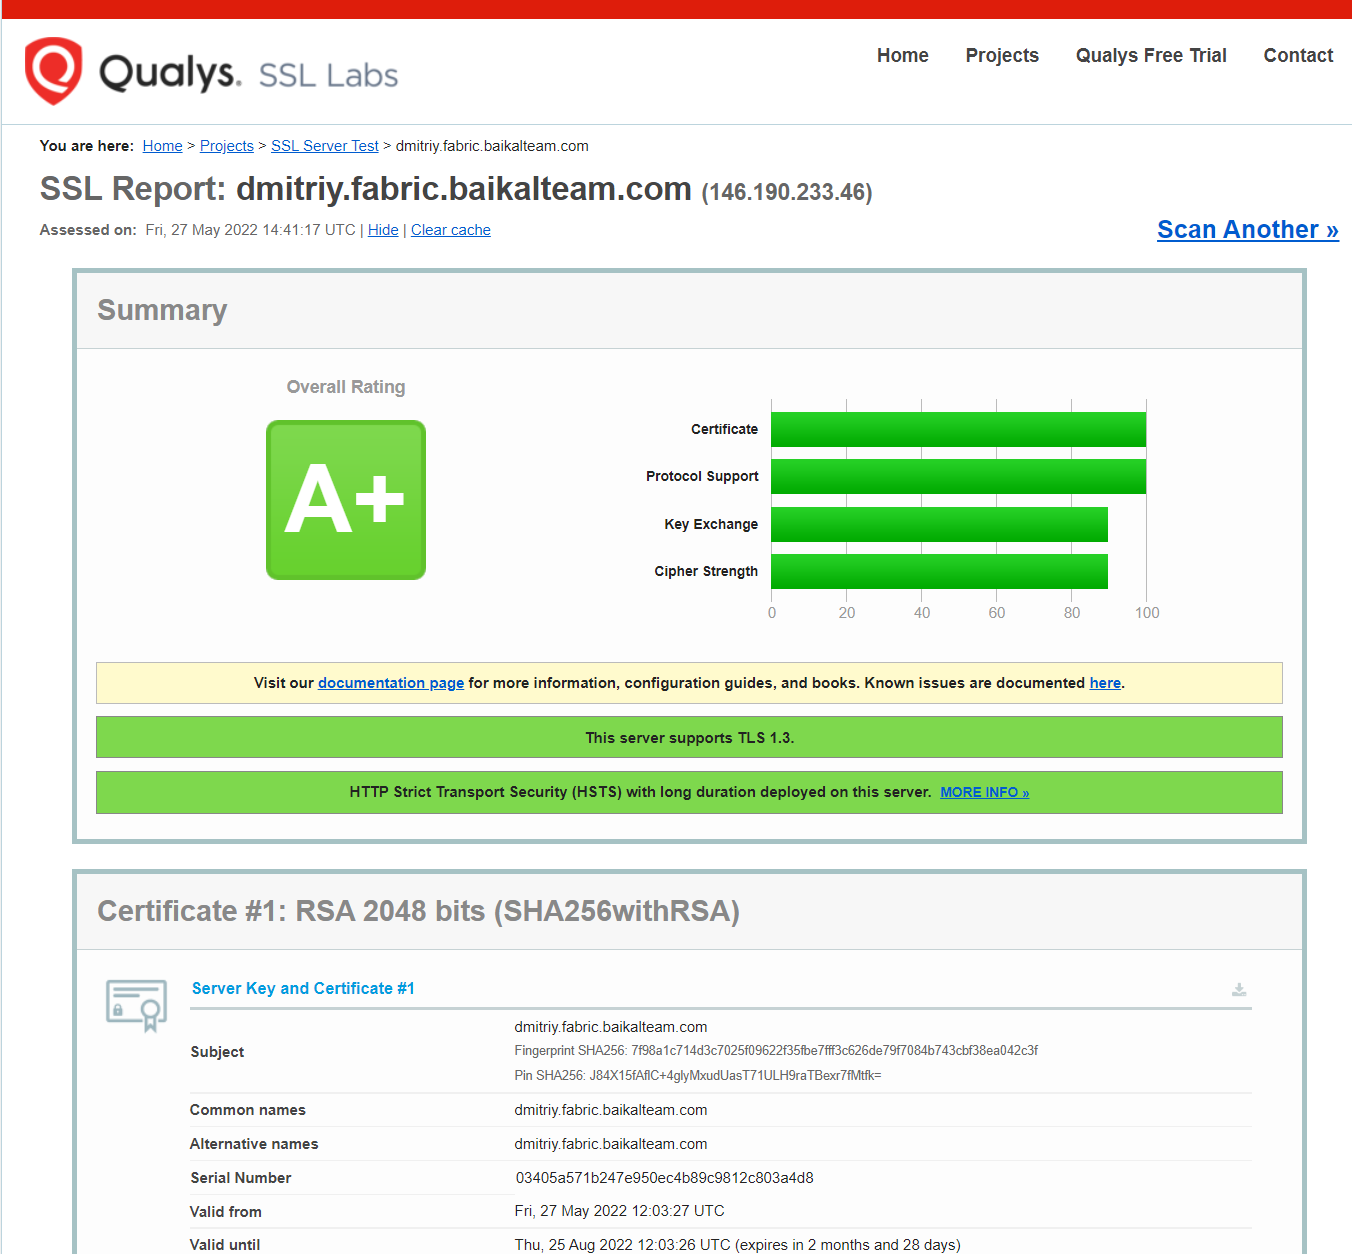 Qualys. SSL Labs
Home Projects Qualys Free Trial Contact
You are here: Home > Projects > SSL Server Test > dmitriy.fabric.baikalteam.com
SSL Report: dmitriy.fabric.baikalteam.com (146.190.233.46)
Assessed on: Fri, 27 May 2022 14:41:17 UTC | Hide | Clear cache
Scan Another »
Summary
Overall Rating
A+
Certificate
Protocol Support
Key Exchange
Cipher Strength
0 20 40 60 80 100
Visit our documentation page for more information, configuration guides, and books. Known issues are documented here.
This server supports TLS 1.3.
HTTP Strict Transport Security (HSTS) with long duration deployed on this server. MORE INFO »
Certificate #1: RSA 2048 bits (SHA256withRSA)
Server Key and Certificate #1
Subject
dmitriy.fabric.baikalteam.com
Fingerprint SHA256: 7f98a1c714d3c7025f09622f35fbe7fff3c626de79f7084b743cbf38ea042c3f
Pin SHA256: J84X15fAflC+4glyMxudUasT71ULH9raTBexr7fMtfk=
Common names dmitriy.fabric.baikalteam.com
Alternative names dmitriy.fabric.baikalteam.com
Serial Number 03405a571b247e950ec4b89c9812c803a4d8
Valid from Fri, 27 May 2022 12:03:27 UTC
Valid until Thu, 25 Aug 2022 12:03:26 UTC (expires in 2 months and 28 days)